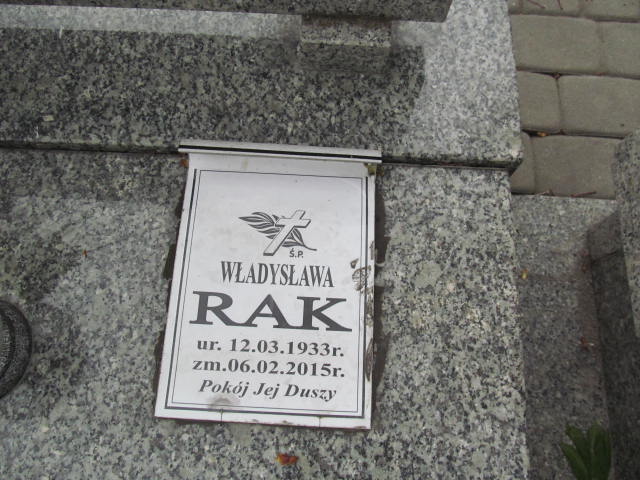 Ś.P.
WŁADYSŁAWA
RAK
ur. 12.03.1933r.
zm.06.02.2015r.
Pokój Jej Duszy